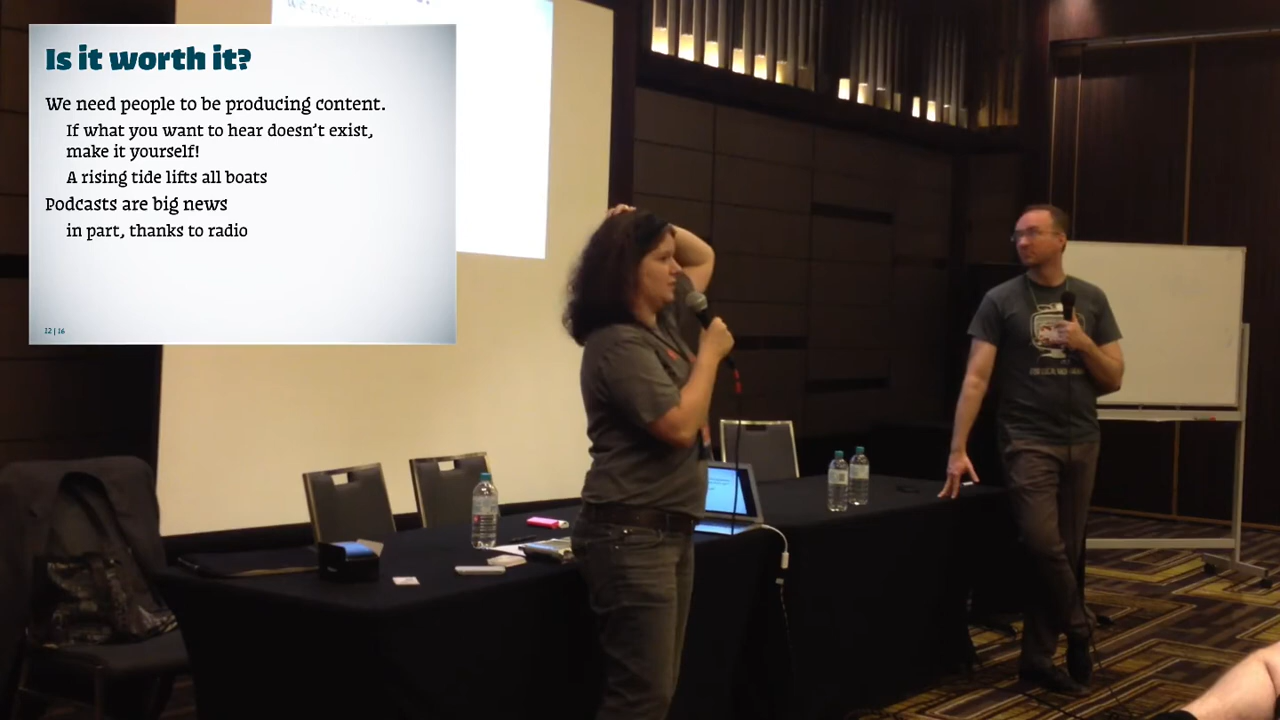 Is it worth it?
We need people to be producing content.
If what you want to hear doesn't exist,
make it yourself!
A rising tide lifts all boats
Podcasts are big news
in part, thanks to radio
12 | 16